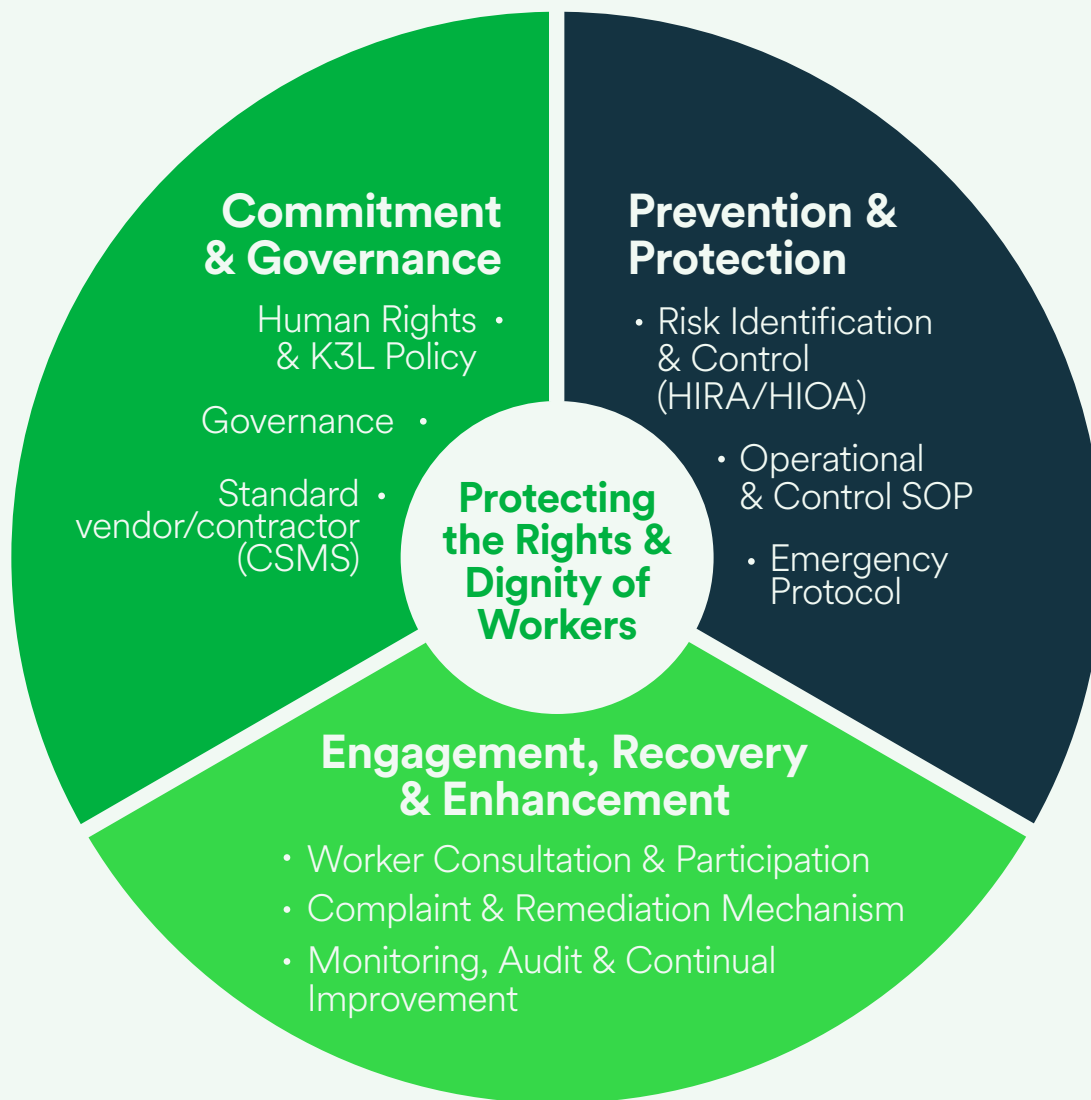 Commitment
& Governance
• Human Rights
& K3L Policy
• Governance
• Standard
vendor/contractor
(CSMS)
Prevention &
Protection
• Risk Identification
& Control
(HIRA/HIOA)
• Operational
& Control SOP
• Emergency
Protocol
Protecting
the Rights &
Dignity of
Workers
Engagement, Recovery
& Enhancement
• Worker Consultation & Participation
• Complaint & Remediation Mechanism
• Monitoring, Audit & Continual
Improvement